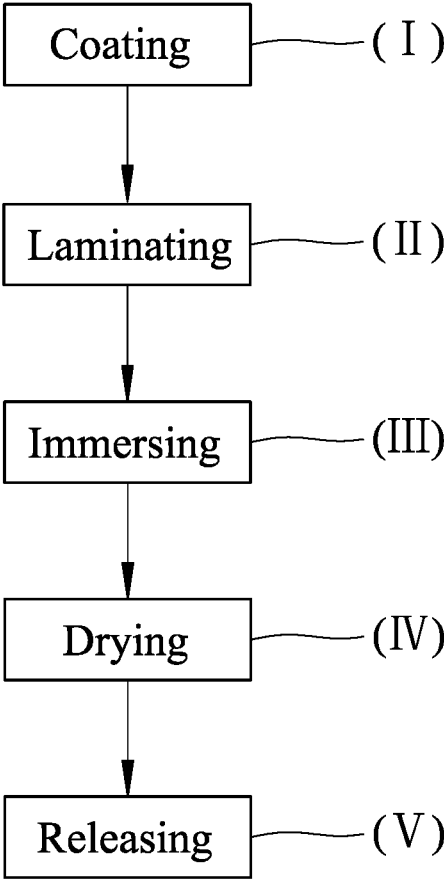 Coating (Ⅰ)
Laminating (Ⅱ)
Immersing (Ⅲ)
Drying (Ⅳ)
Releasing (Ⅴ)